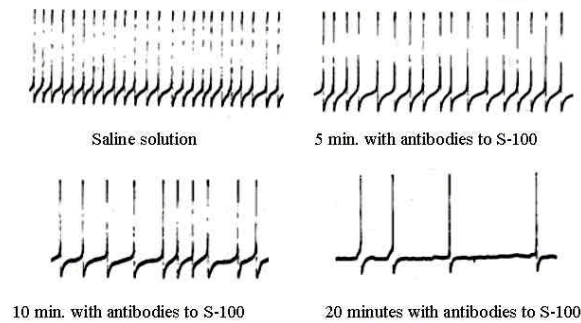 Saline solution
5 min. with antibodies to S-100
10 min. with antibodies to S-100
20 minutes with antibodies to S-100